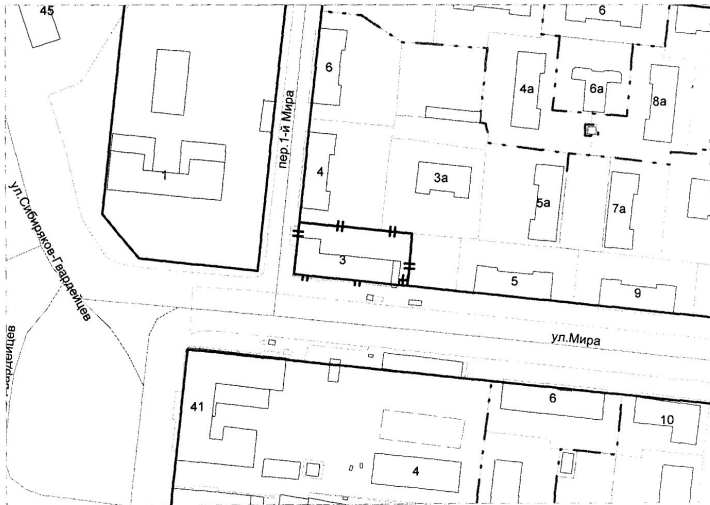 45
6
6
4а
6а
8а
пер.1-й Мира
1
4
3а
5а
7а
ул.Сибиряков-Гвардейцев
3
5
9
ул.Мира
41
6
10
4